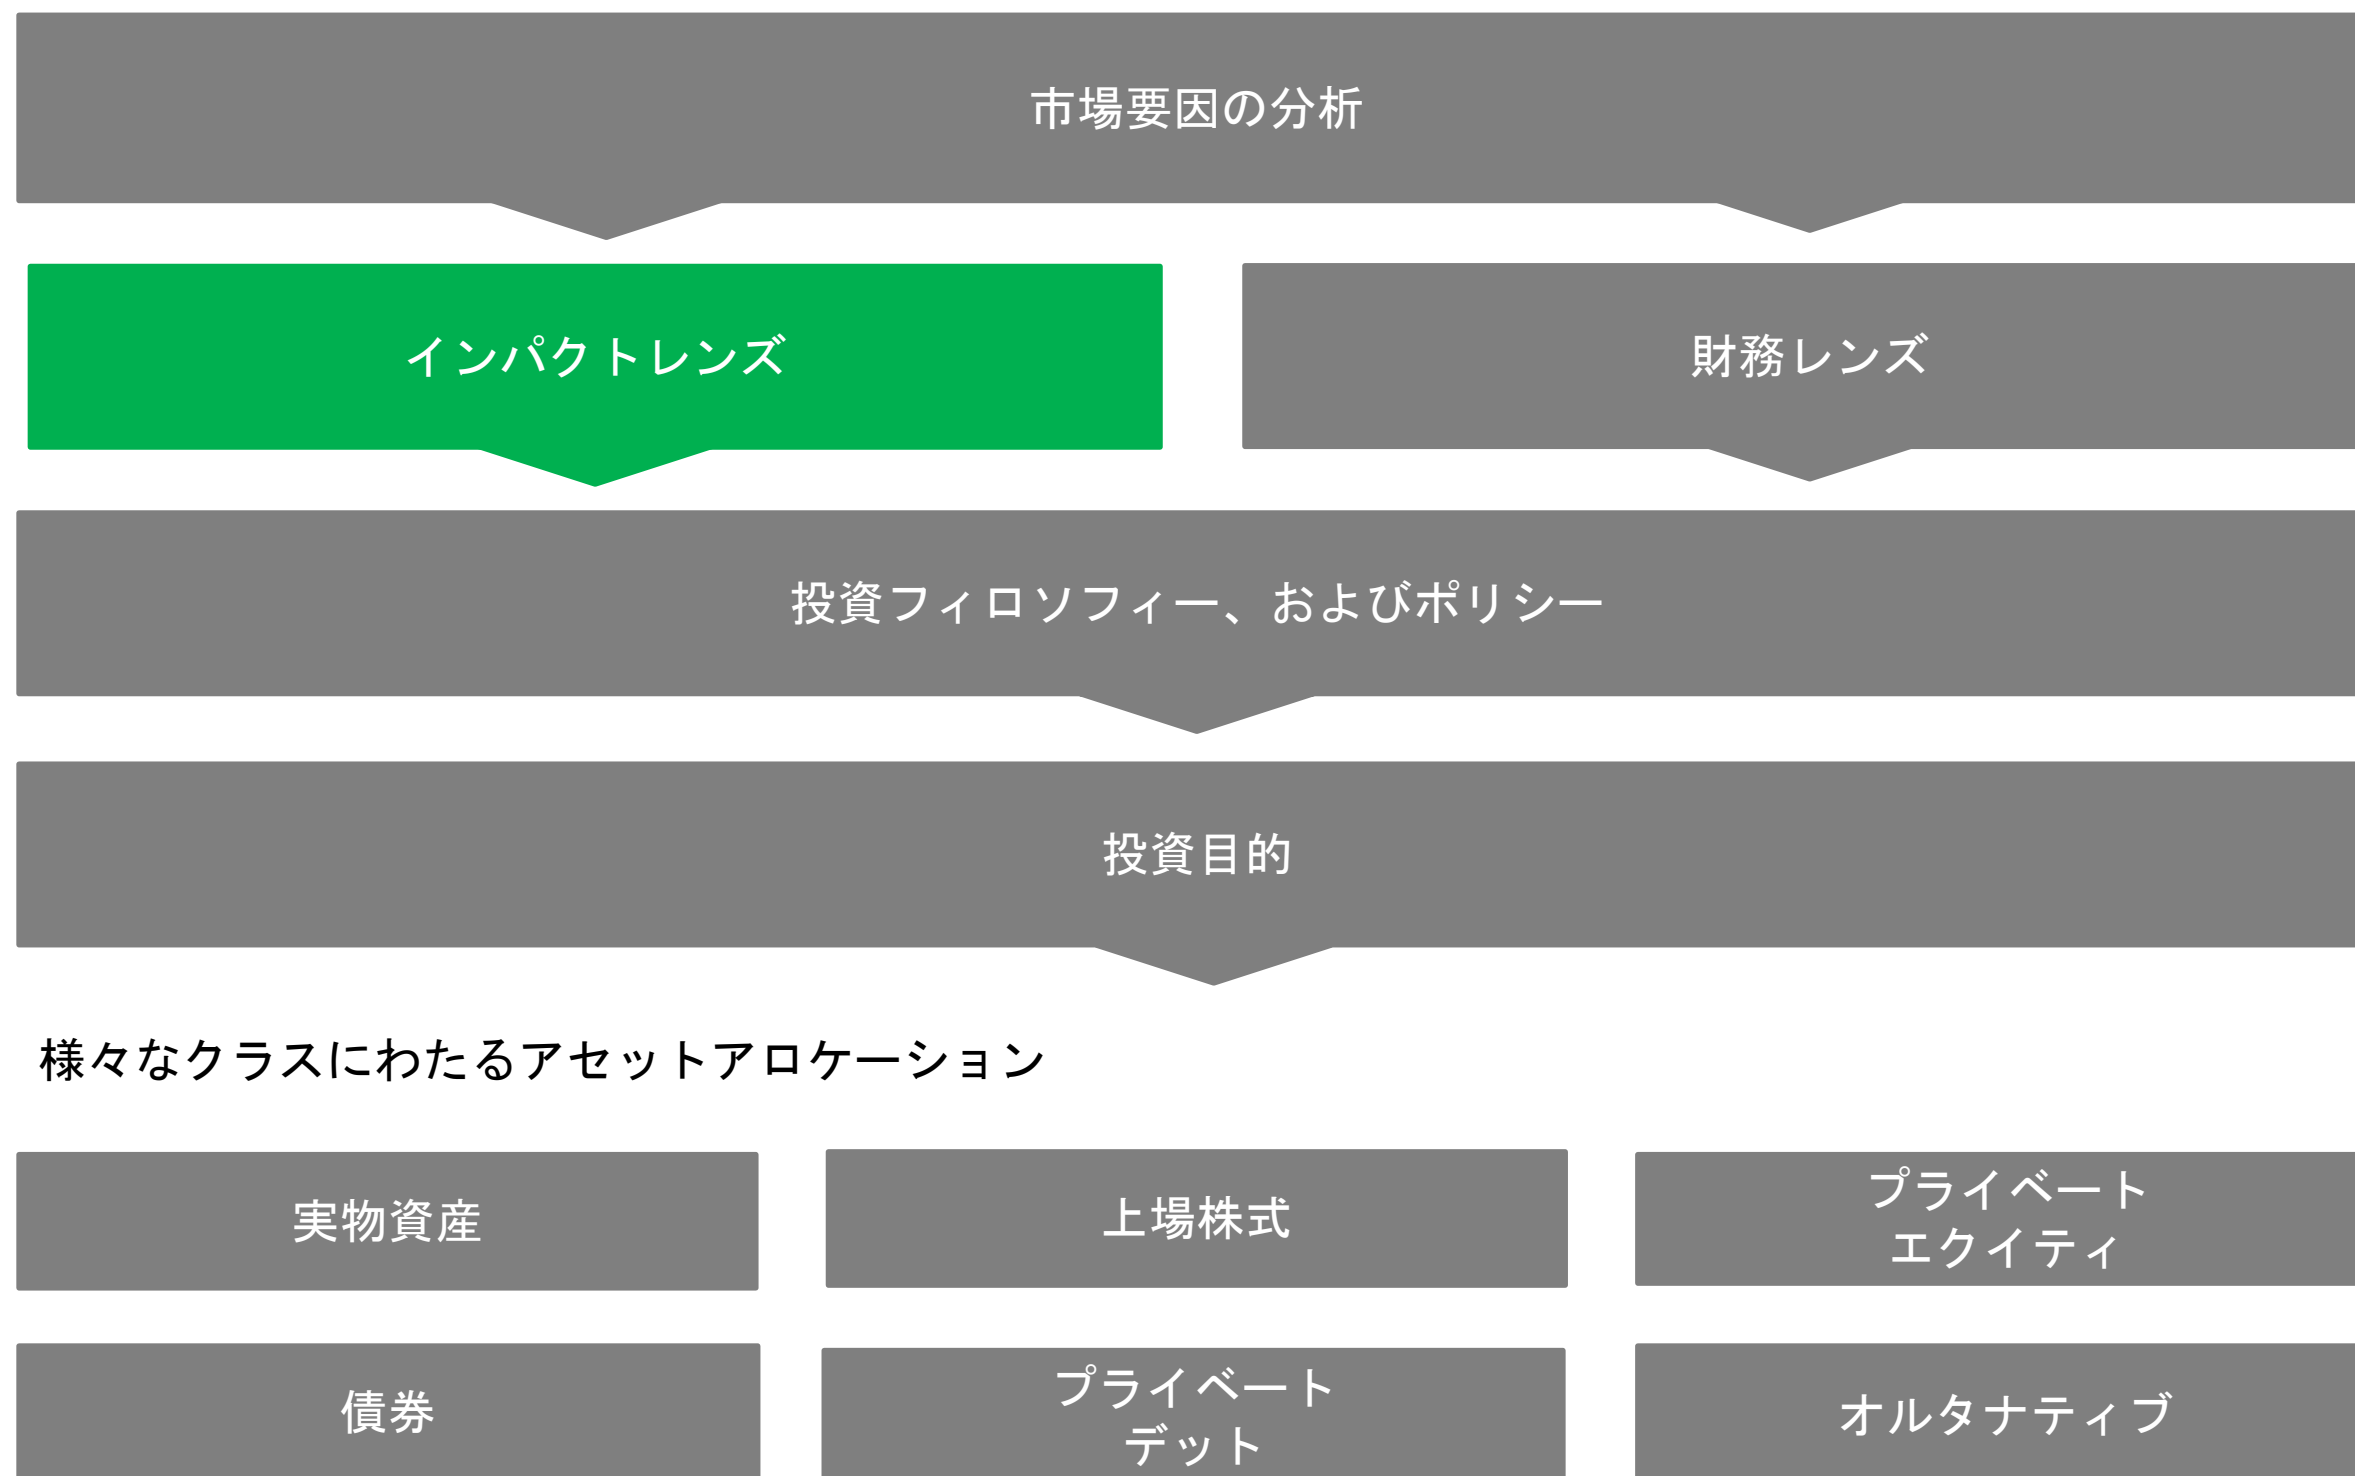 市場要因の分析
インパクトレンズ
財務レンズ
投資フィロソフィー、およびポリシー
投資目的
様々なクラスにわたるアセットアロケーション
実物資産
上場株式
プライベート
エクイティ
債券
プライベート
デット
オルタナティブ